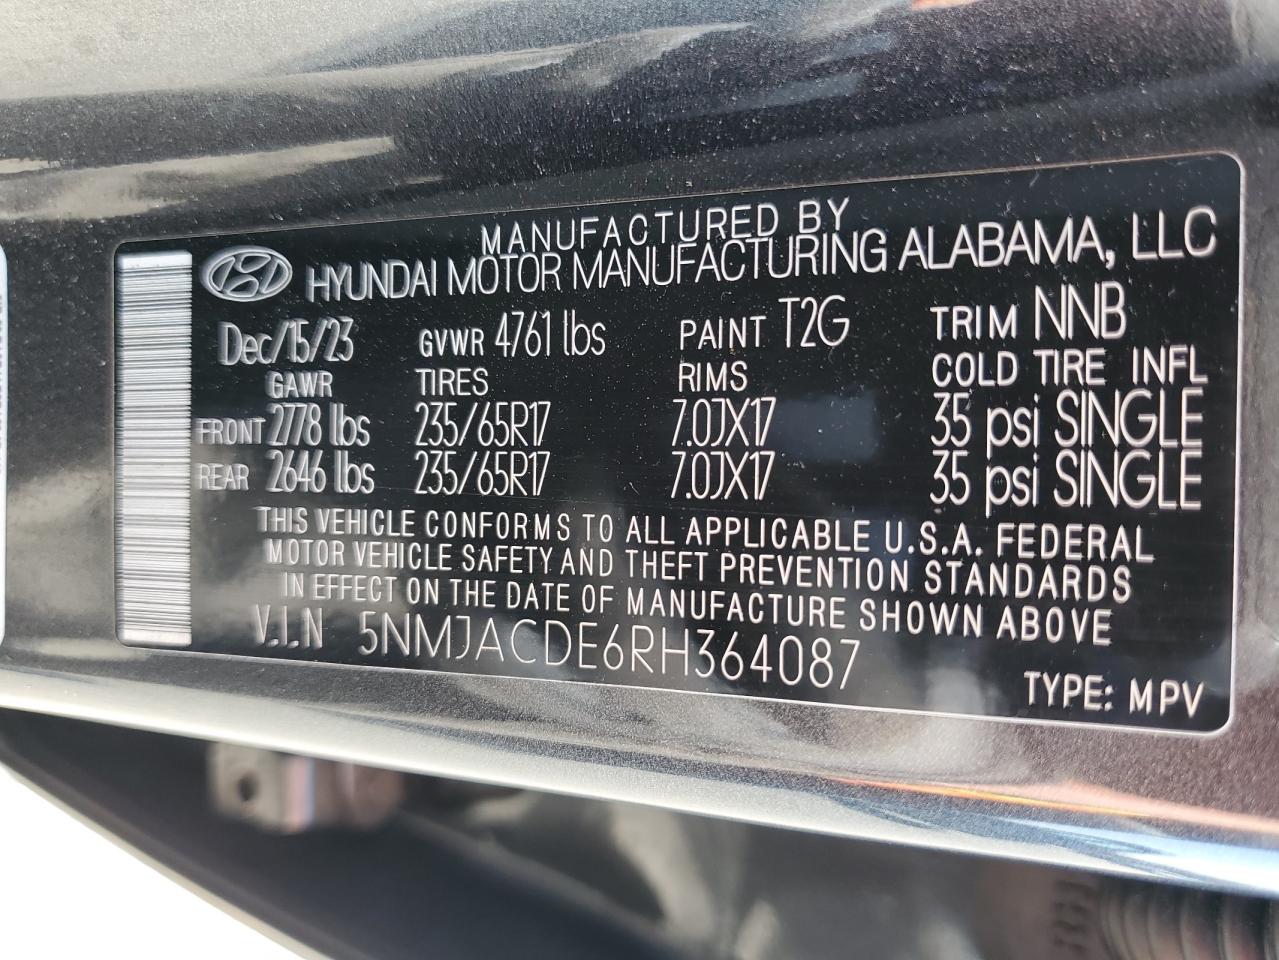 MANUFACTURED BY
HYUNDAI MOTOR MANUFACTURING ALABAMA, LLC
Dec/15/23 GVWR 4761 lbs PAINT T2G TRIM NNB
GAWR TIRES RIMS COLD TIRE INFL
FRONT 2778 lbs 235/65R17 7.0JX17 35 psi SINGLE
REAR 2646 lbs 235/65R17 7.0JX17 35 psi SINGLE
THIS VEHICLE CONFORMS TO ALL APPLICABLE U.S.A. FEDERAL
MOTOR VEHICLE SAFETY AND THEFT PREVENTION STANDARDS
IN EFFECT ON THE DATE OF MANUFACTURE SHOWN ABOVE
V.I.N 5NMJACDE6RH364087
TYPE: MPV